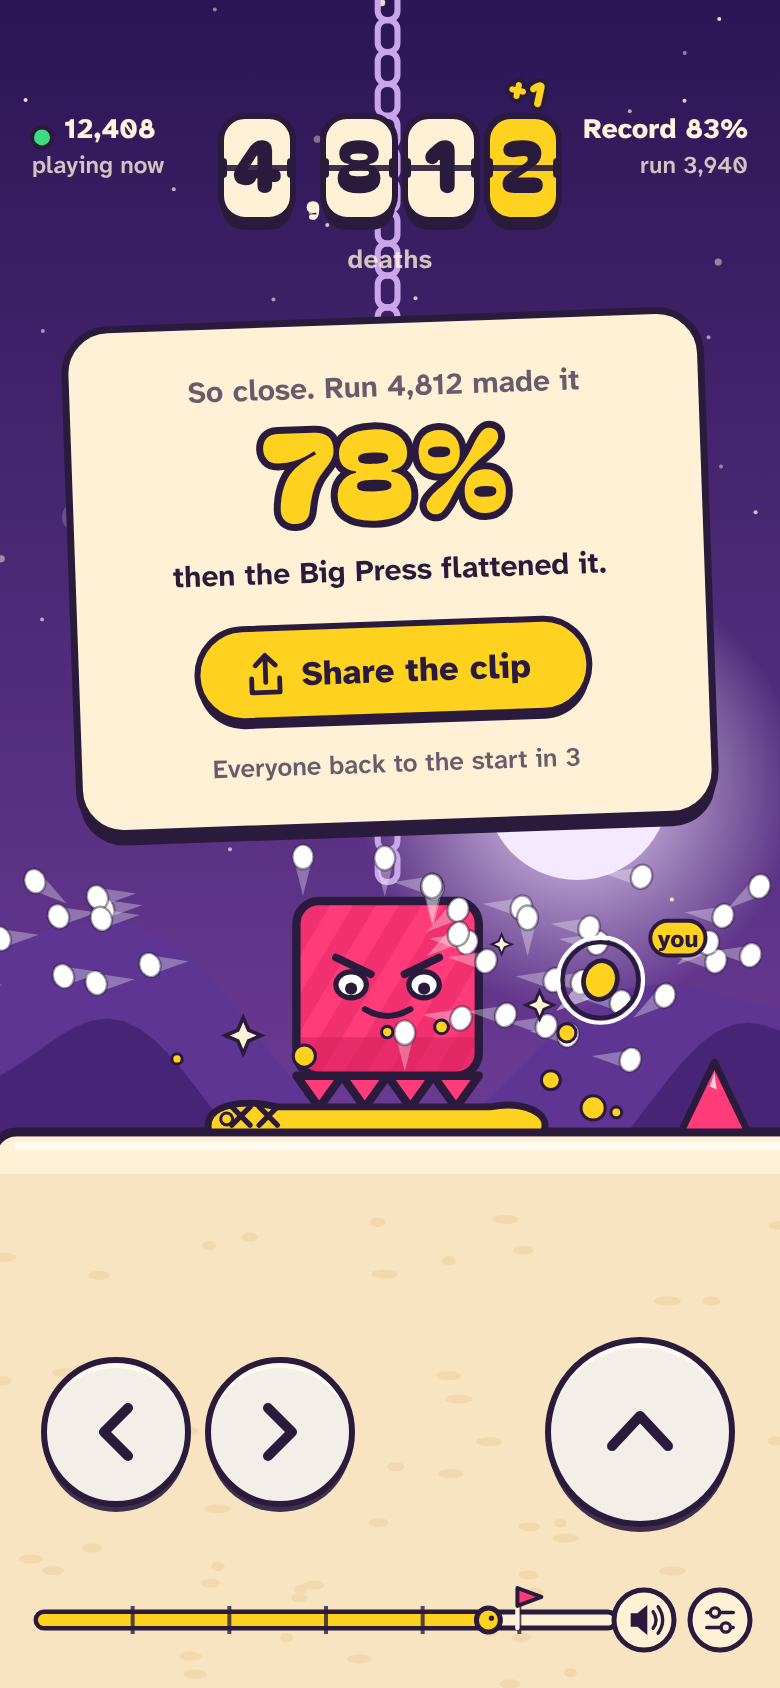 +1
12,408
playing now
4,812
deaths
Record 83%
run 3,940
So close. Run 4,812 made it
78%
then the Big Press flattened it.
Share the clip
Everyone back to the start in 3
you